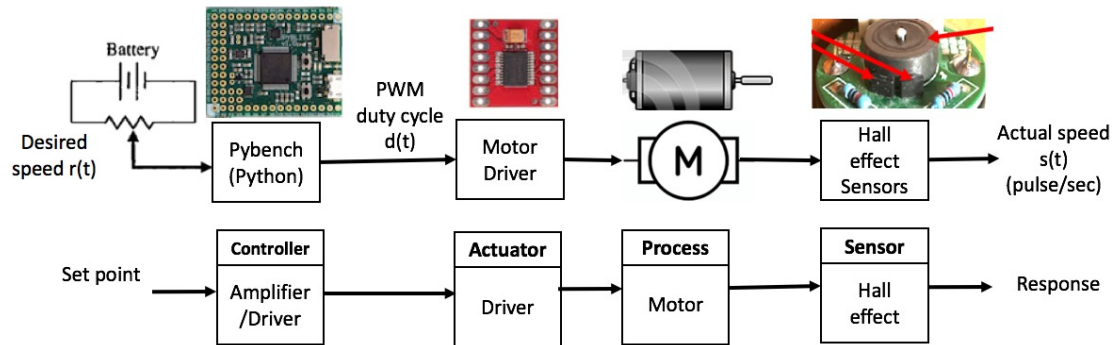 Battery
Desired
speed r(t)
Pybench
(Python)
PWM
duty cycle
d(t)
Motor
Driver
M
Hall
effect
Sensors
Actual speed
s(t)
(pulse/sec)
Set point
Controller
Amplifier
/Driver
Actuator
Driver
Process
Motor
Sensor
Hall
effect
Response